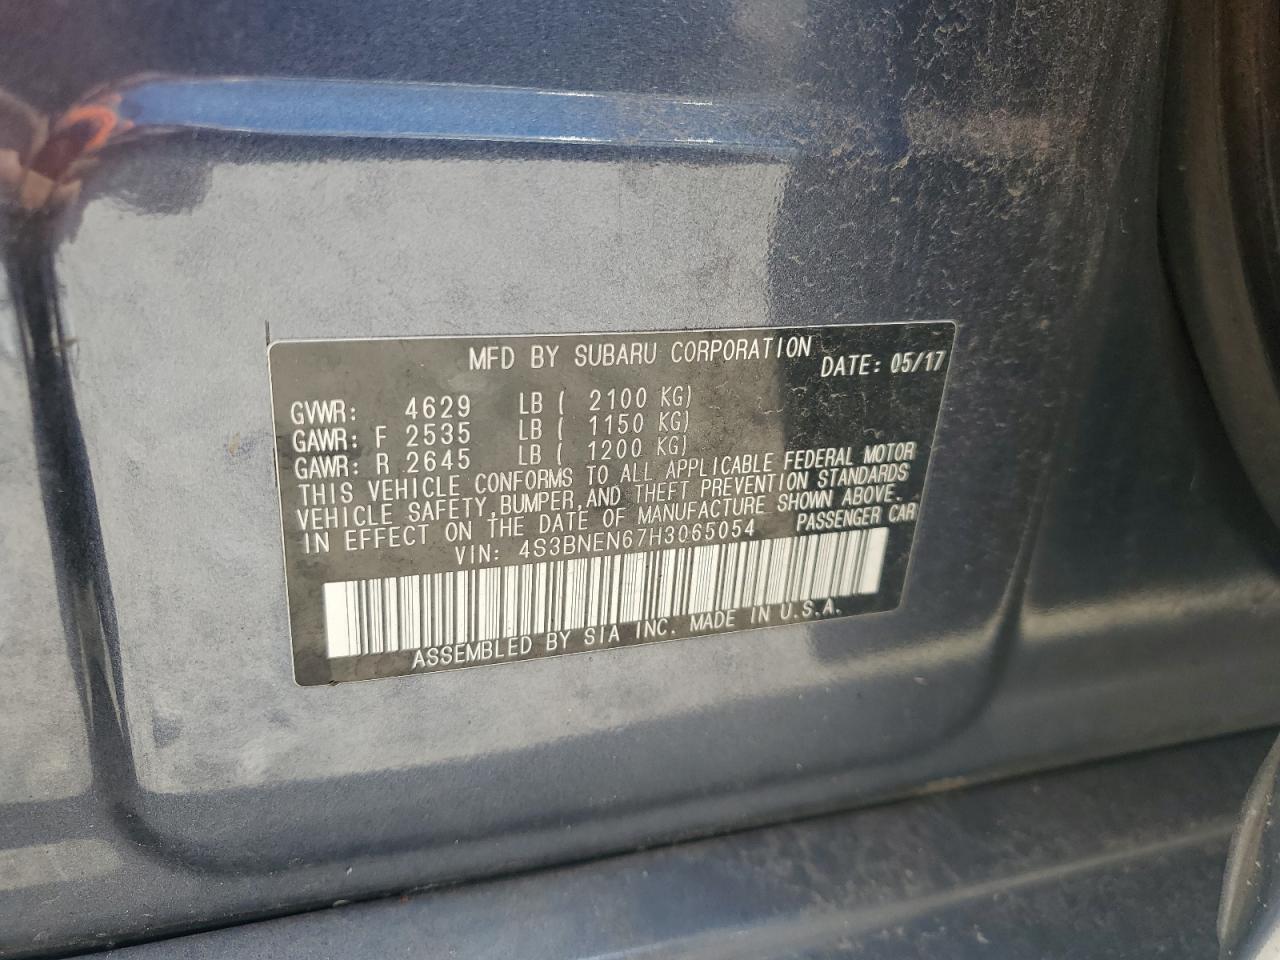 MFD BY SUBARU CORPORATION DATE: 05/17
GVWR: 4629 LB ( 2100 KG)
GAWR: F 2535 LB ( 1150 KG)
GAWR: R 2645 LB ( 1200 KG)
THIS VEHICLE CONFORMS TO ALL APPLICABLE FEDERAL MOTOR
VEHICLE SAFETY,BUMPER,AND THEFT PREVENTION STANDARDS
IN EFFECT ON THE DATE OF MANUFACTURE SHOWN ABOVE.
VIN: 4S3BNEN67H3065054 PASSENGER CAR
ASSEMBLED BY SIA INC. MADE IN U.S.A.